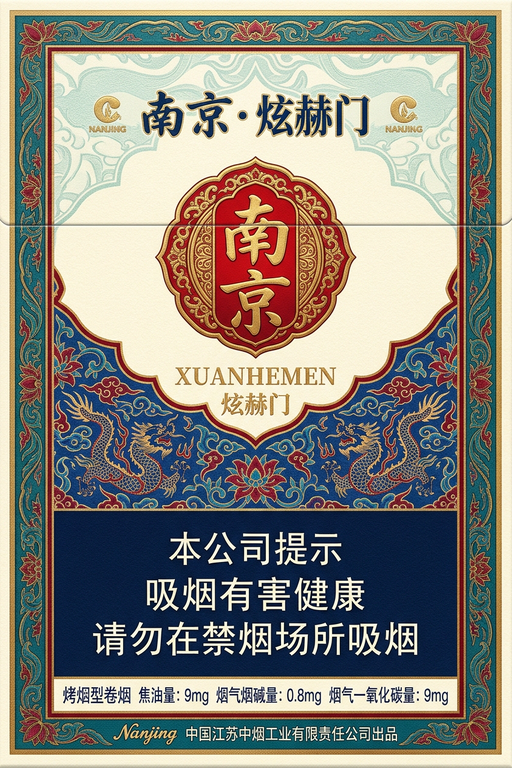 NANJING
南京·炫赫门
NANJING
南京
XUANHEMEN
炫赫门
本公司提示
吸烟有害健康
请勿在禁烟场所吸烟
烤烟型卷烟 焦油量: 9mg 烟气烟碱量: 0.8mg 烟气一氧化碳量: 9mg
Nanjing 中国江苏中烟工业有限责任公司出品